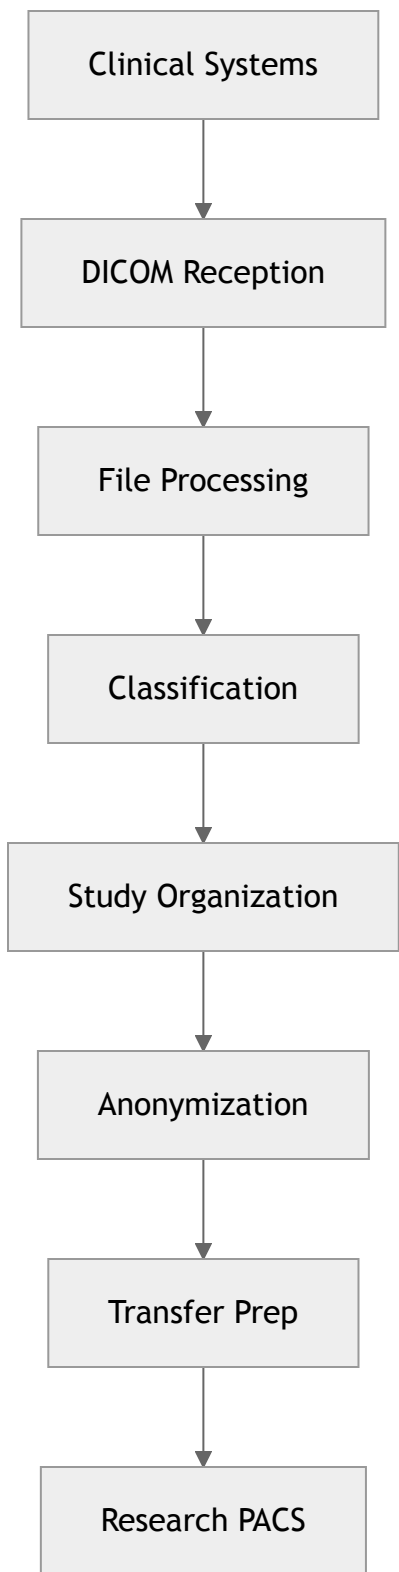 Clinical Systems
DICOM Reception
File Processing
Classification
Study Organization
Anonymization
Transfer Prep
Research PACS